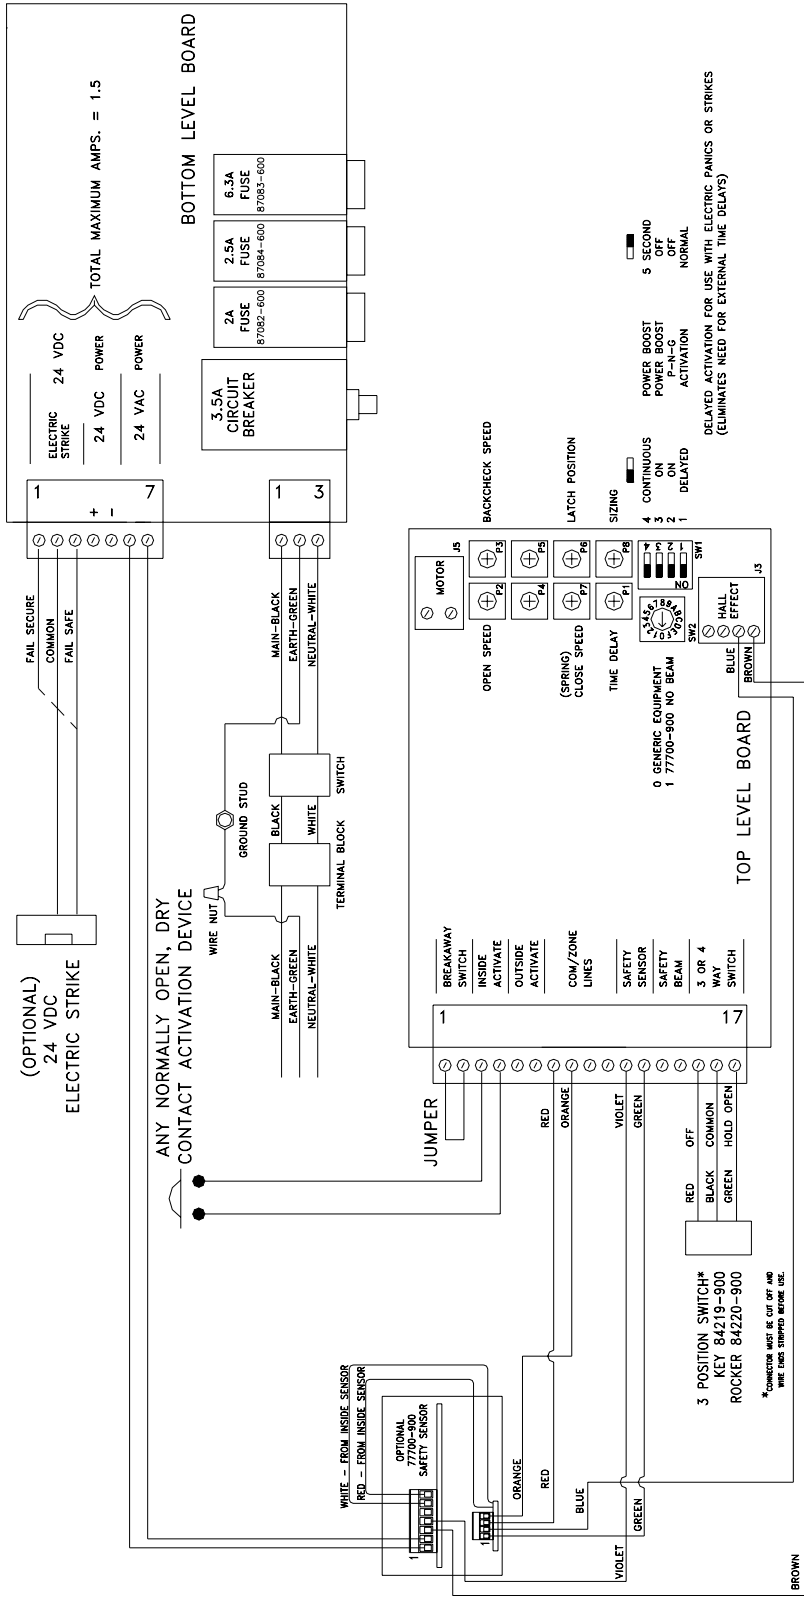 BOTTOM LEVEL BOARD
TOTAL MAXIMUM AMPS. = 1.5
ELECTRIC
STRIKE
24 VDC
24 VDC POWER
24 VAC POWER
1
+
-
7
6.3A
FUSE
87083-600
2.5A
FUSE
87084-600
2A
FUSE
87082-600
3.5A
CIRCUIT
BREAKER
1
3
FAIL SECURE
COMMON
FAIL SAFE
(OPTIONAL)
24 VDC
ELECTRIC STRIKE
MAIN-BLACK
EARTH-GREEN
NEUTRAL-WHITE
SWITCH
GROUND STUD
BLACK
WHITE
TERMINAL BLOCK
WIRE NUT
MAIN-BLACK
EARTH-GREEN
NEUTRAL-WHITE
ANY NORMALLY OPEN, DRY
CONTACT ACTIVATION DEVICE
TOP LEVEL BOARD
MOTOR
J5
BACKCHECK SPEED
LATCH POSITION
SIZING
P3
P5
P6
P8
P2
P4
P7
P1
OPEN SPEED
(SPRING)
CLOSE SPEED
TIME DELAY
4
3
2
1
ON
SW1
0123456789ABCDEF
SW2
0 GENERIC EQUIPMENT
1 77700-900 NO BEAM
HALL
EFFECT
J3
BLUE
BROWN
4 CONTINUOUS POWER BOOST 5 SECOND
3 ON POWER BOOST OFF
2 ON P-N-G OFF
1 DELAYED ACTIVATION NORMAL
DELAYED ACTIVATION FOR USE WITH ELECTRIC PANICS OR STRIKES
(ELIMINATES NEED FOR EXTERNAL TIME DELAYS)
BREAKAWAY
SWITCH
INSIDE
ACTIVATE
OUTSIDE
ACTIVATE
COM/ZONE
LINES
SAFETY
SENSOR
SAFETY
BEAM
3 OR 4
WAY
SWITCH
1
17
JUMPER
RED
ORANGE
VIOLET
GREEN
RED OFF
BLACK COMMON
GREEN HOLD OPEN
3 POSITION SWITCH*
KEY 84219-900
ROCKER 84220-900
*CONNECTOR MUST BE CUT OFF AND
WIRE ENDS STRIPPED BEFORE USE.
WHITE - FROM INSIDE SENSOR
RED - FROM INSIDE SENSOR
OPTIONAL
77700-900
SAFETY SENSOR
1
1
ORANGE
RED
BLUE
GREEN
VIOLET
BROWN